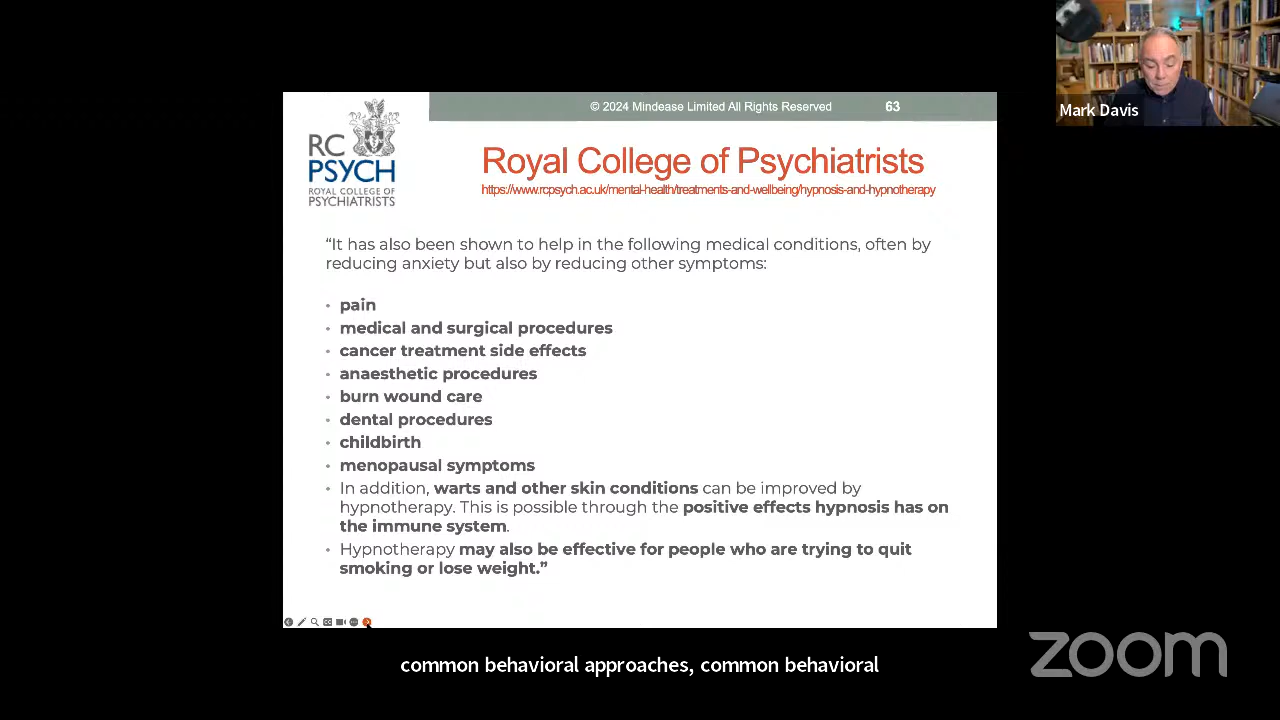 © 2024 Mindease Limited All Rights Reserved
63
Mark Davis
RC
PSYCH
ROYAL COLLEGE OF
PSYCHIATRISTS
Royal College of Psychiatrists
https://www.rcpsych.ac.uk/mental-health/treatments-and-wellbeing/hypnosis-and-hypnotherapy
“It has also been shown to help in the following medical conditions, often by
reducing anxiety but also by reducing other symptoms:
• pain
• medical and surgical procedures
• cancer treatment side effects
• anaesthetic procedures
• burn wound care
• dental procedures
• childbirth
• menopausal symptoms
• In addition, warts and other skin conditions can be improved by
hypnotherapy. This is possible through the positive effects hypnosis has on
the immune system.
• Hypnotherapy may also be effective for people who are trying to quit
smoking or lose weight.”
common behavioral approaches, common behavioral
zoom